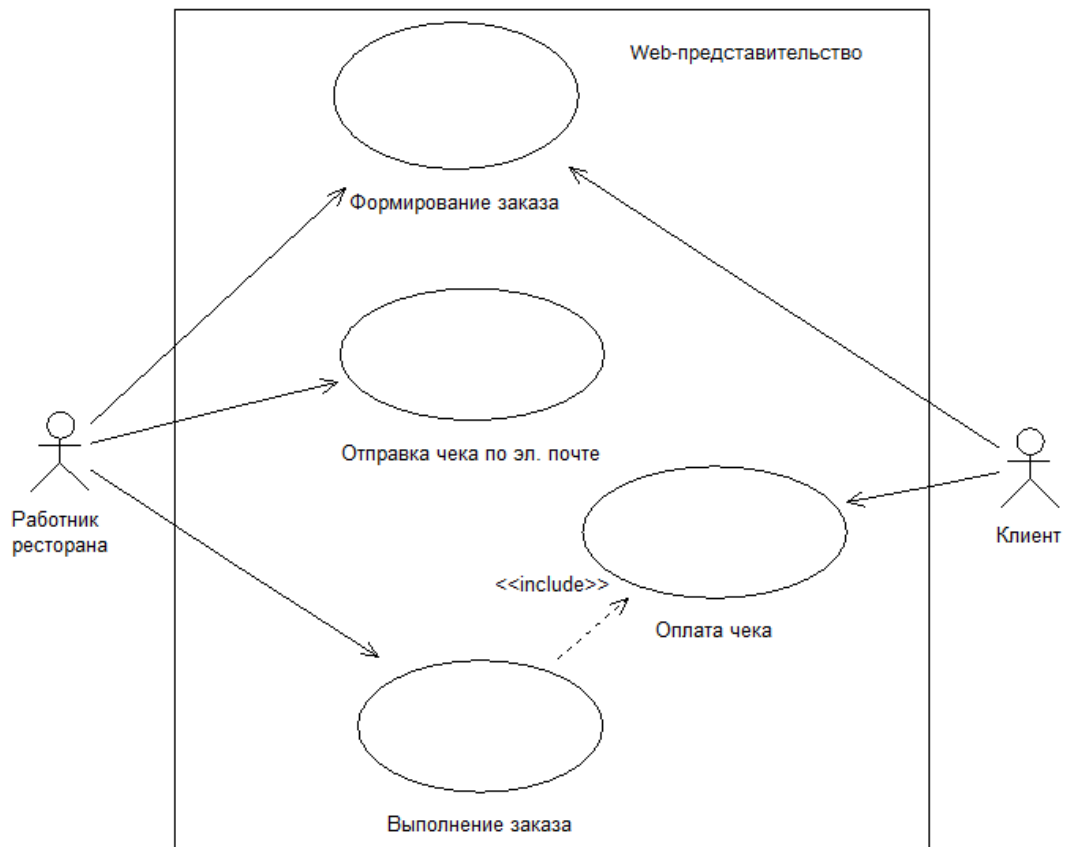 Web-представительство
Формирование заказа
Отправка чека по эл. почте
Работник
ресторана
Клиент
<<include>>
Оплата чека
Выполнение заказа